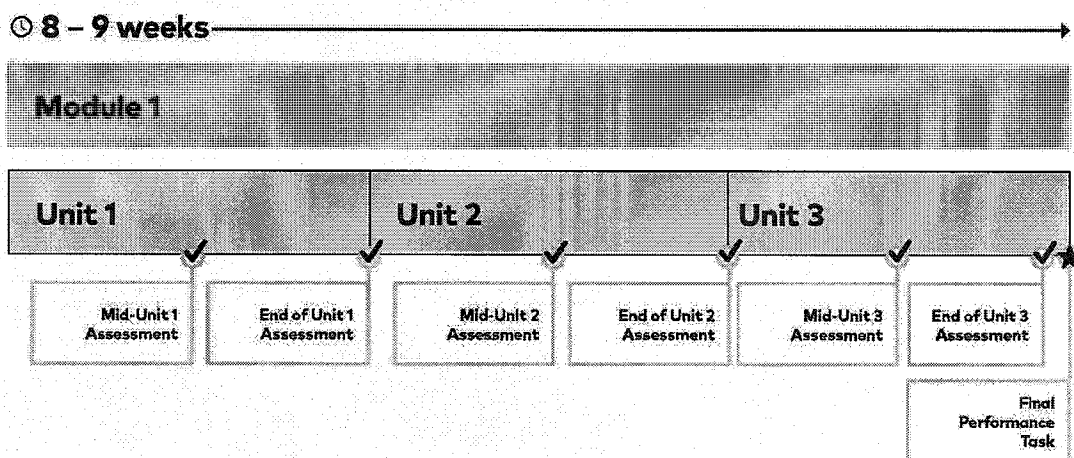 8 – 9 weeks
Module 1
Unit 1
Unit 2
Unit 3
Mid-Unit 1
Assessment
End of Unit 1
Assessment
Mid-Unit 2
Assessment
End of Unit 2
Assessment
Mid-Unit 3
Assessment
End of Unit 3
Assessment
Final
Performance
Task